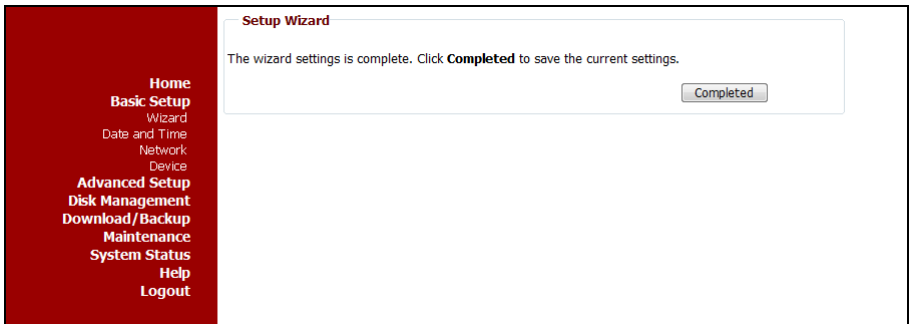 Setup Wizard
The wizard settings is complete. Click Completed to save the current settings.
Completed
Home
Basic Setup
Wizard
Date and Time
Network
Device
Advanced Setup
Disk Management
Download/Backup
Maintenance
System Status
Help
Logout